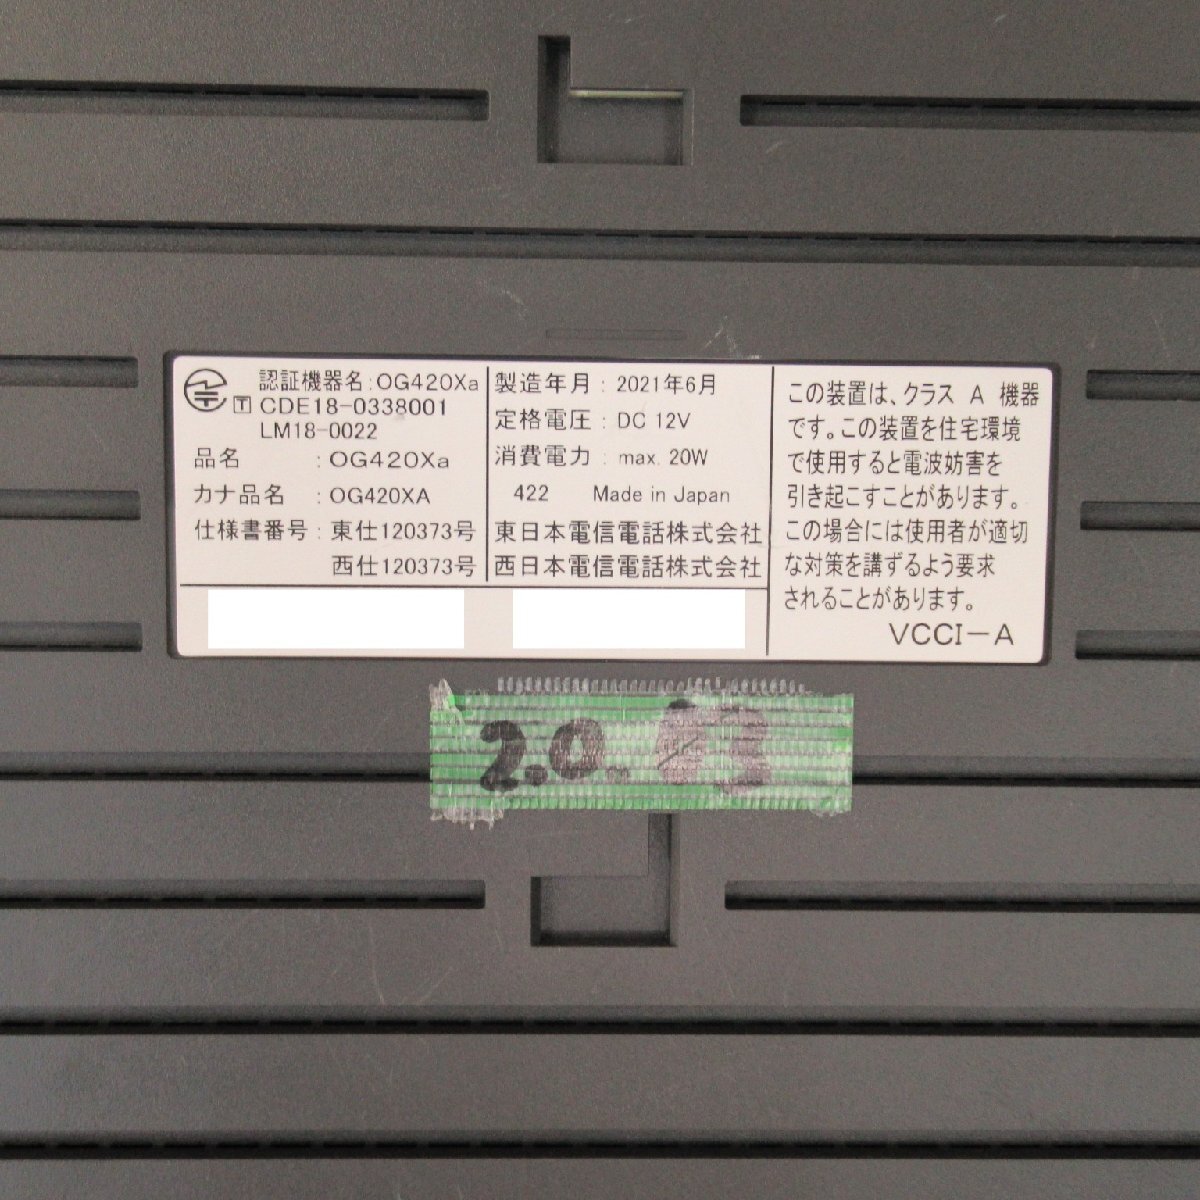 認証機器名:OG420Xa
T CDE18-0338001
LM18-0022
品名 : OG420Xa
カナ品名 : OG420XA
仕様書番号 : 東仕120373号
西仕120373号
製造年月 : 2021年6月
定格電圧 : DC 12V
消費電力 : max. 20W
422 Made in Japan
東日本電信電話株式会社
西日本電信電話株式会社
この装置は、クラス A 機器
です。この装置を住宅環境
で使用すると電波妨害を
引き起こすことがあります。
この場合には使用者が適切
な対策を講ずるよう要求
されることがあります。
VCCI-A
2.0